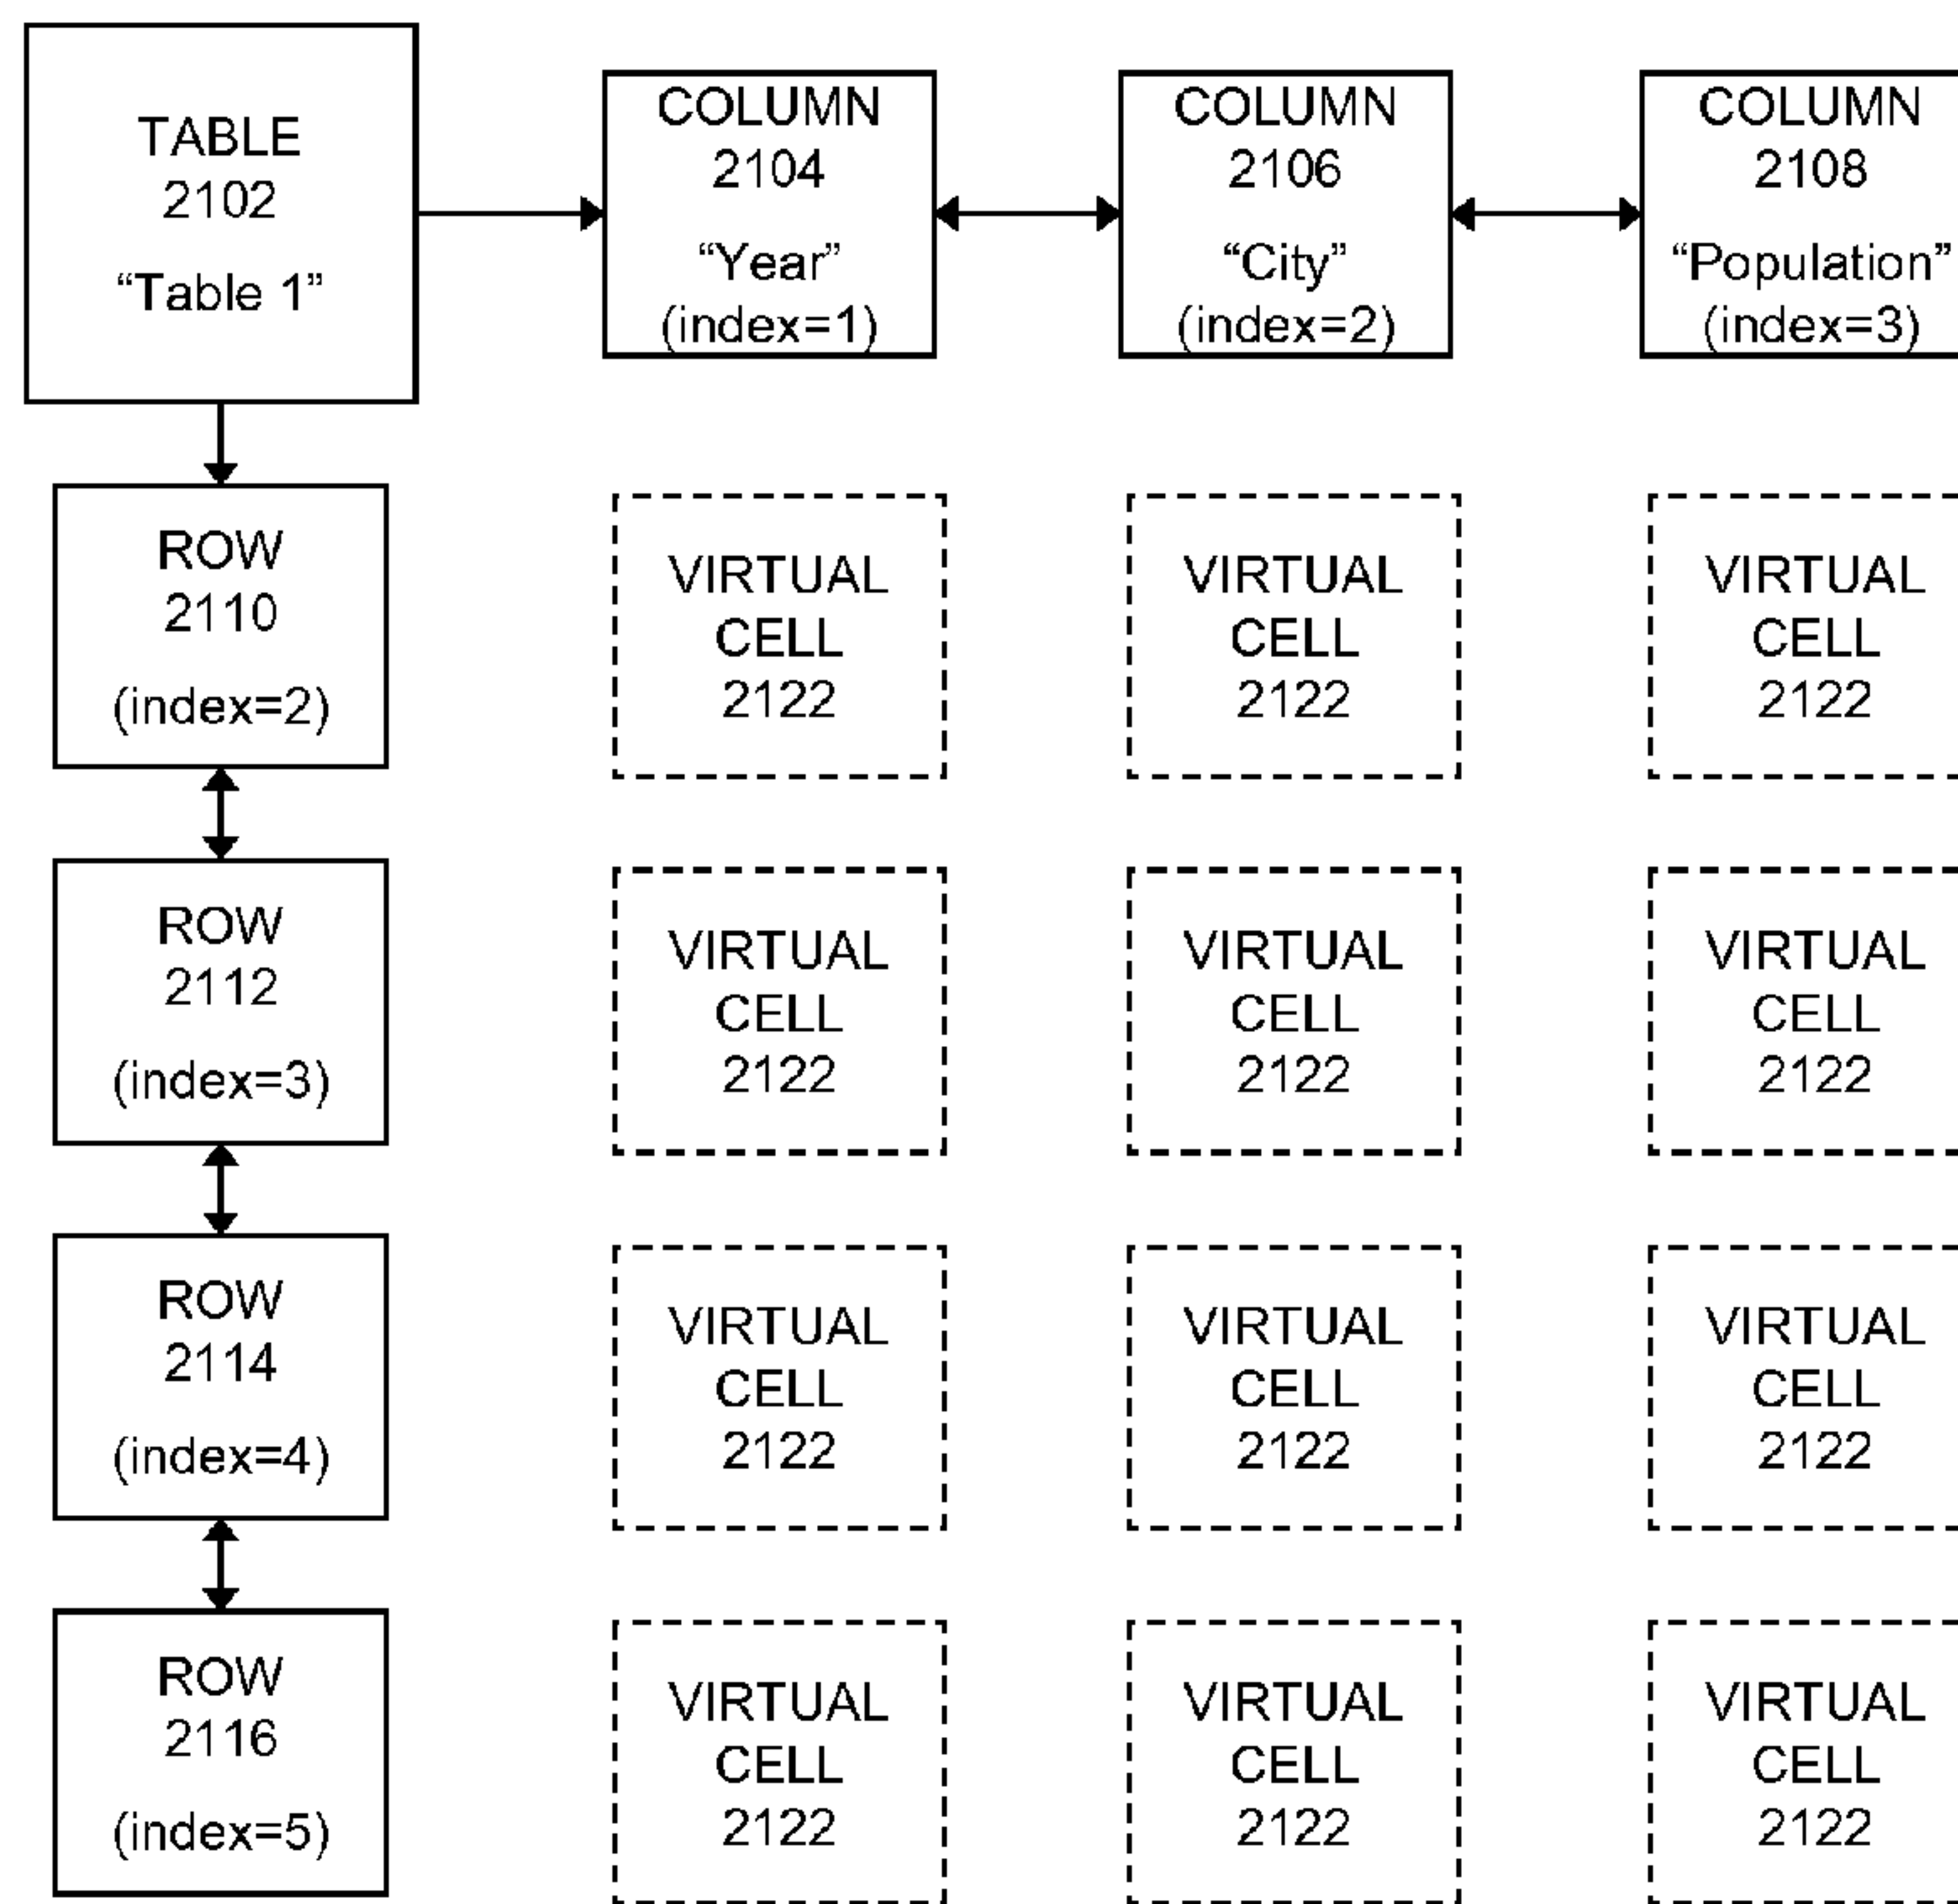 TABLE
2102
“Table 1”
COLUMN
2104
“Year”
(index=1)
COLUMN
2106
“City”
(index=2)
COLUMN
2108
“Population”
(index=3)
ROW
2110
(index=2)
VIRTUAL
CELL
2122
VIRTUAL
CELL
2122
VIRTUAL
CELL
2122
ROW
2112
(index=3)
VIRTUAL
CELL
2122
VIRTUAL
CELL
2122
VIRTUAL
CELL
2122
ROW
2114
(index=4)
VIRTUAL
CELL
2122
VIRTUAL
CELL
2122
VIRTUAL
CELL
2122
ROW
2116
(index=5)
VIRTUAL
CELL
2122
VIRTUAL
CELL
2122
VIRTUAL
CELL
2122